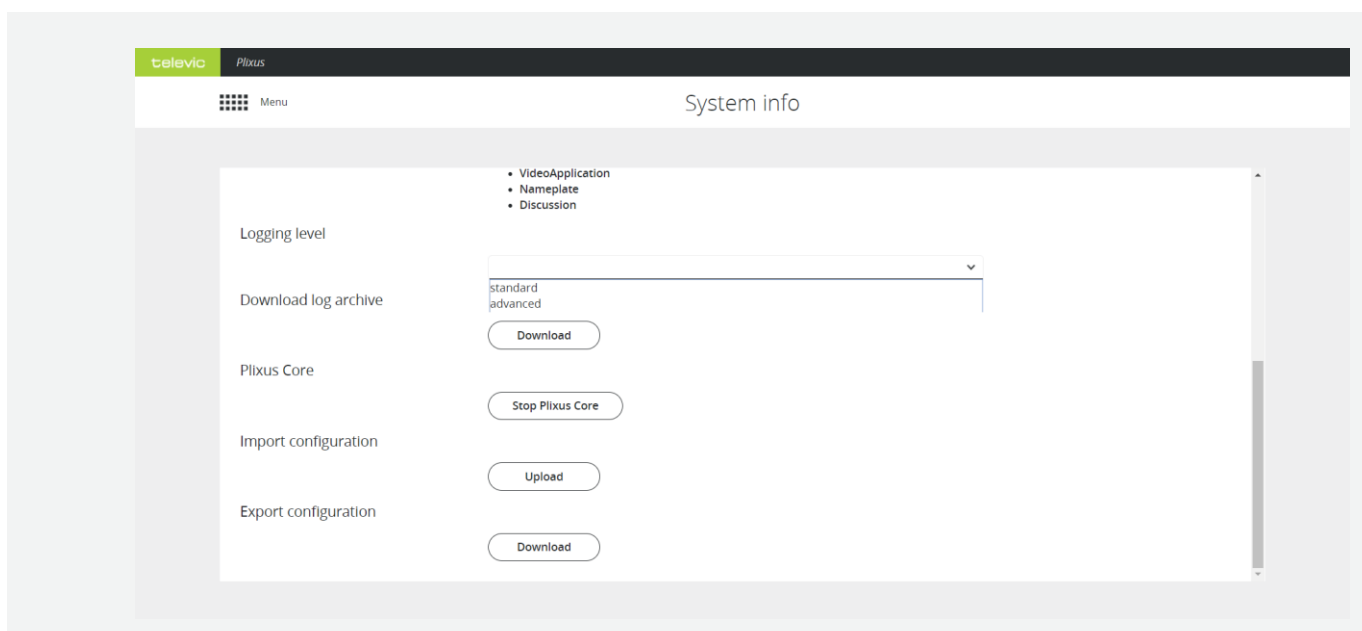 televic Plixus
Menu System info
• VideoApplication
• Nameplate
• Discussion
Logging level
standard
advanced
Download log archive
Download
Plixus Core
Stop Plixus Core
Import configuration
Upload
Export configuration
Download